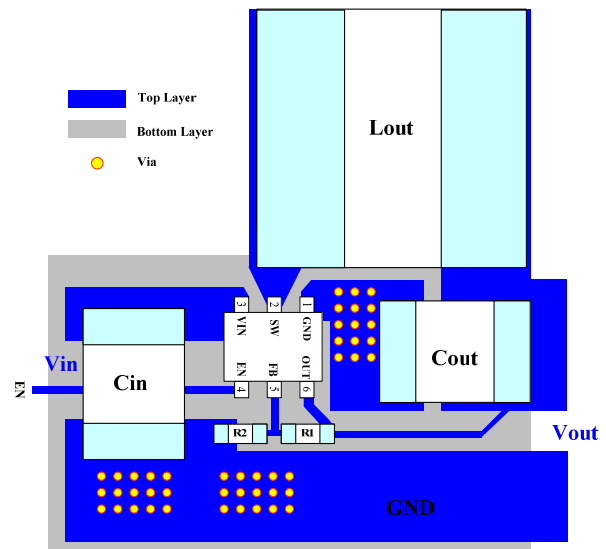 Top Layer
Bottom Layer
Via
Lout
3 2 1
VIN SW GND
EN FB OUT
4 5 6
Vin
EN
Cin
Cout
R2
R1
Vout
GND